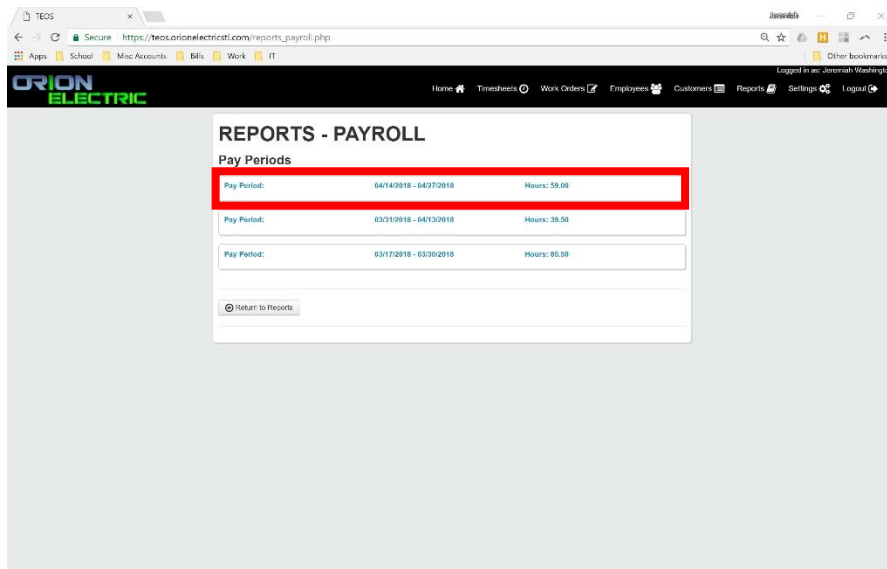 TEOS
Jeremiah
Secure https://teos.orionelectricstl.com/reports_payroll.php
Apps School Misc Accounts Bills Work IT Other bookmarks
Logged in as: Jeremiah Washingto
ORION
ELECTRIC
Home Timesheets Work Orders Employees Customers Reports Settings Logout
REPORTS - PAYROLL
Pay Periods
Pay Period: 04/14/2018 - 04/27/2018 Hours: 59.00
Pay Period: 03/31/2018 - 04/13/2018 Hours: 39.50
Pay Period: 03/17/2018 - 03/30/2018 Hours: 85.50
Return to Reports